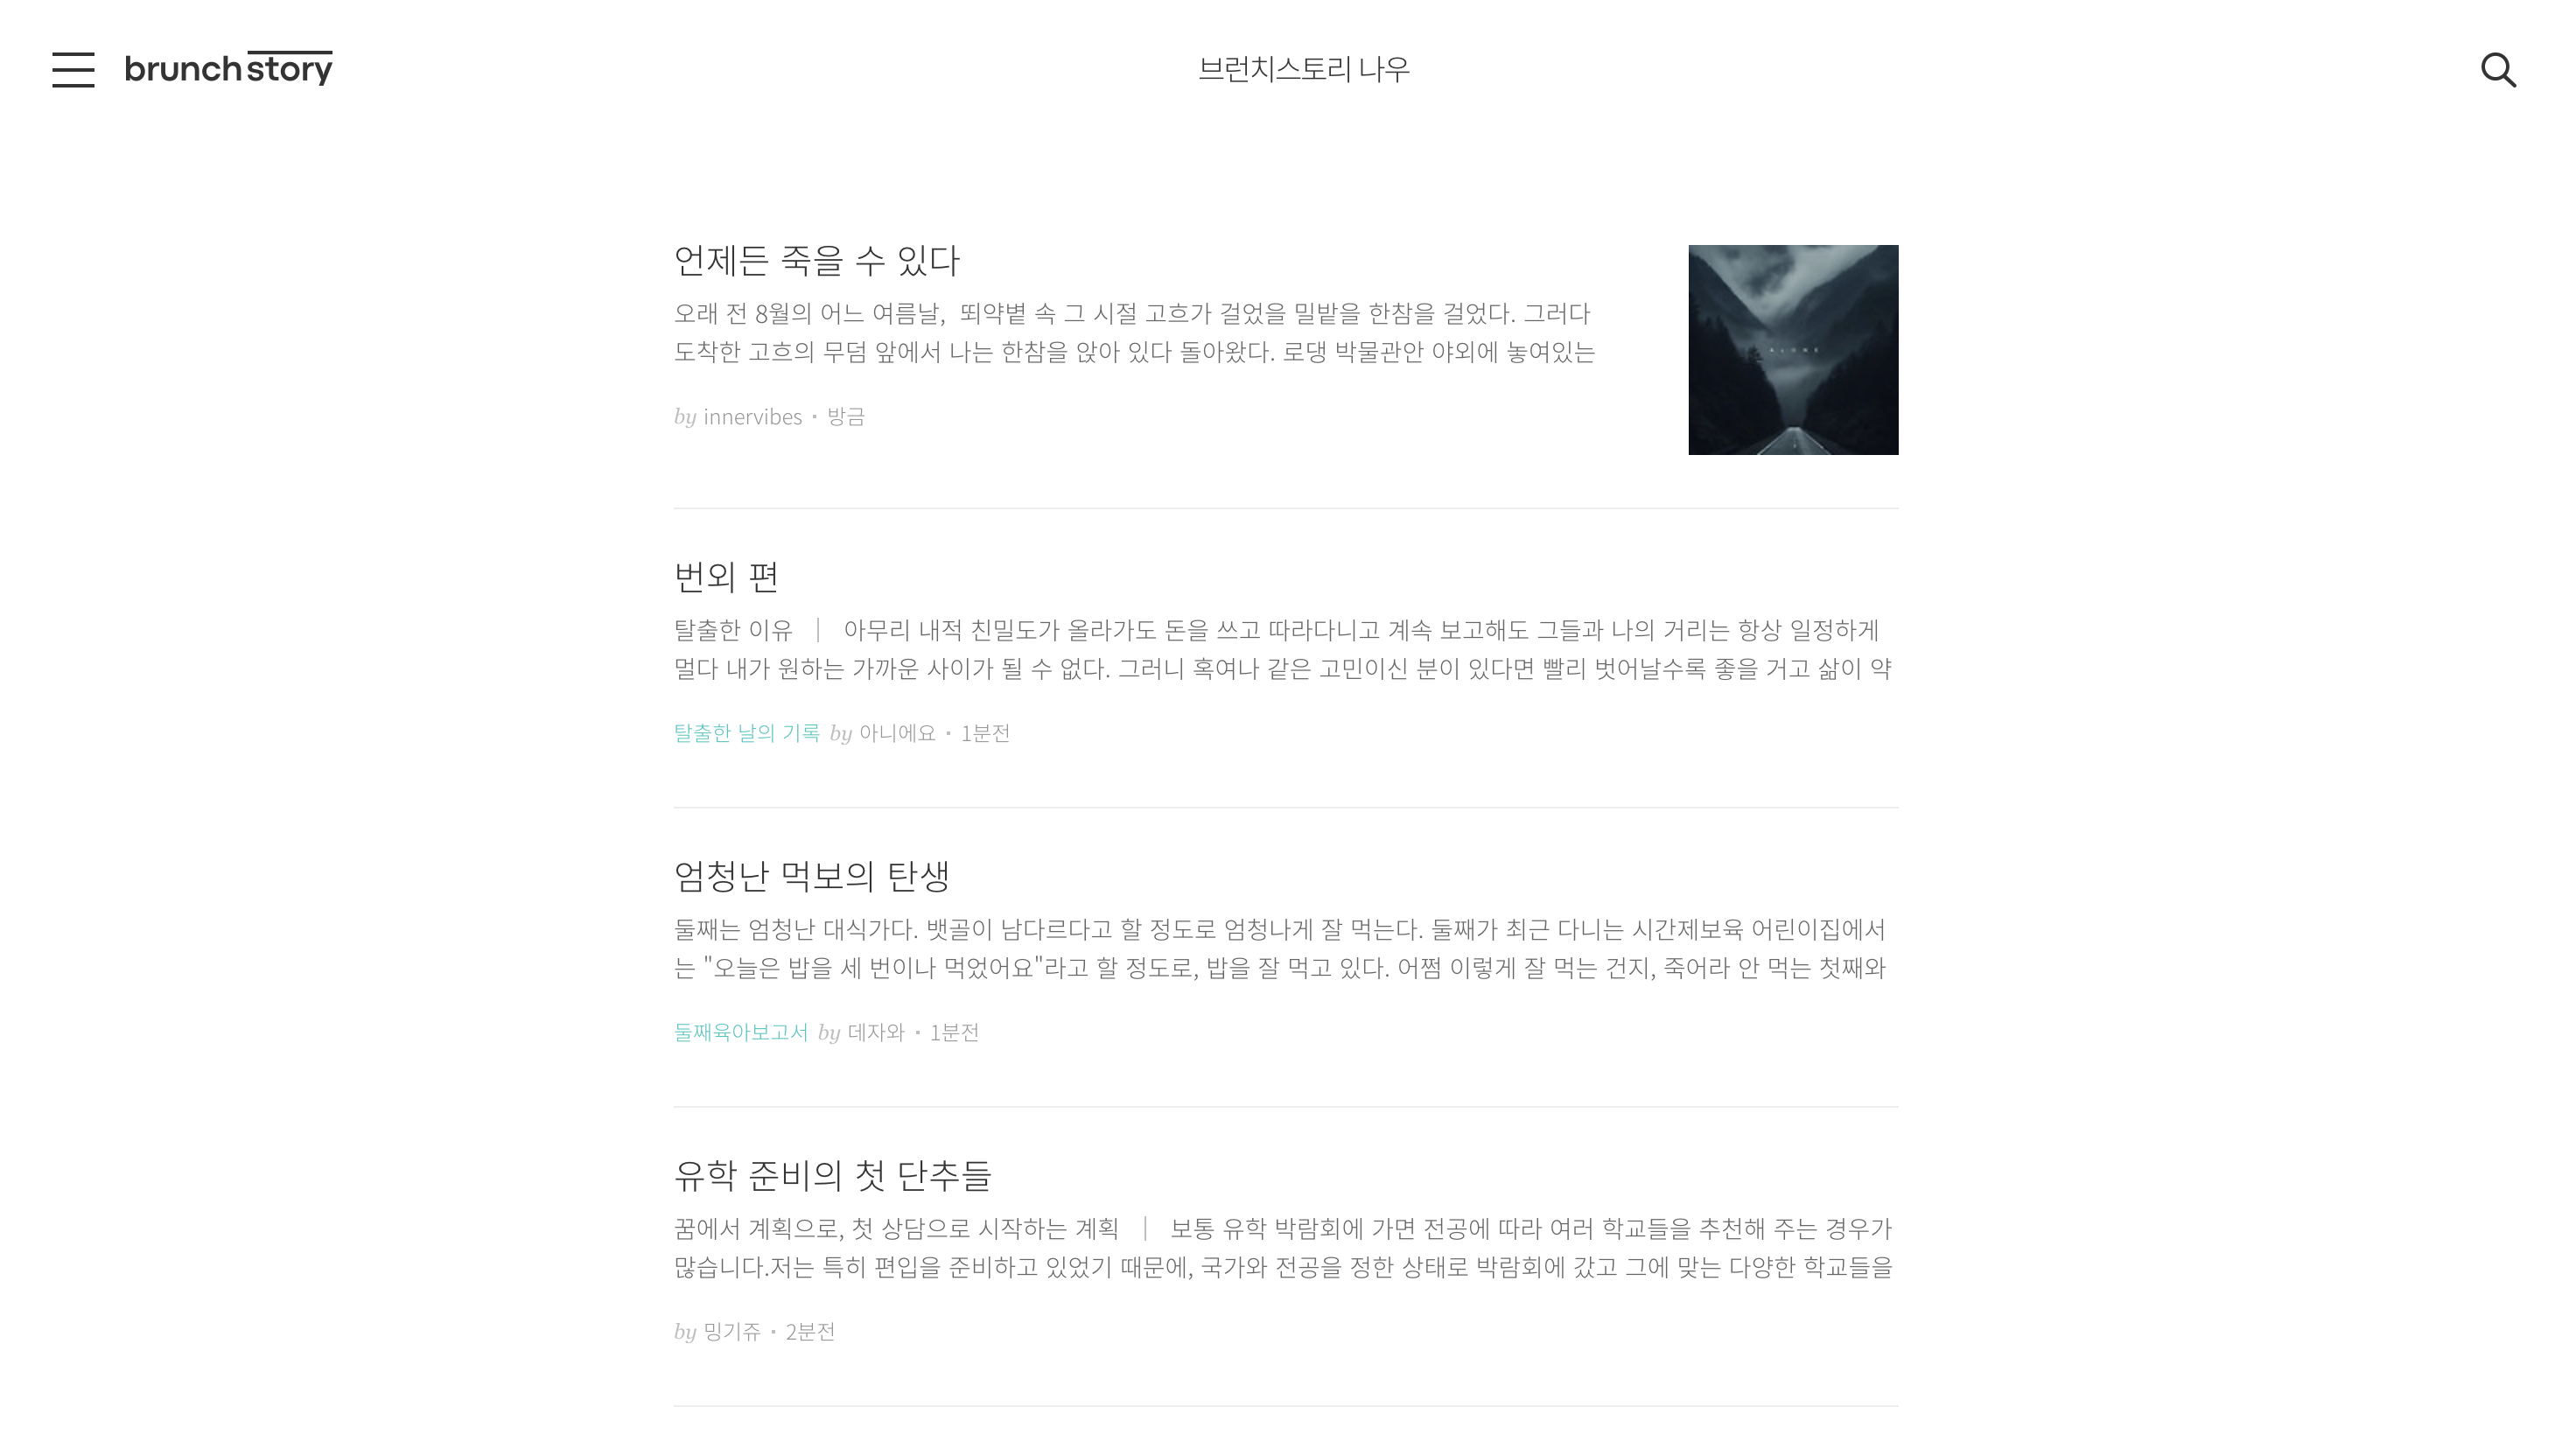 brunch story
브런치스토리 나우
언제든 죽을 수 있다
오래 전 8월의 어느 여름날, 뙤약볕 속 그 시절 고흐가 걸었을 밀밭을 한참을 걸었다. 그러다
도착한 고흐의 무덤 앞에서 나는 한참을 앉아 있다 돌아왔다. 로댕 박물관안 야외에 놓여있는
ALONE
by innervibes · 방금
번외 편
탈출한 이유 | 아무리 내적 친밀도가 올라가도 돈을 쓰고 따라다니고 계속 보고해도 그들과 나의 거리는 항상 일정하게
멀다 내가 원하는 가까운 사이가 될 수 없다. 그러니 혹여나 같은 고민이신 분이 있다면 빨리 벗어날수록 좋을 거고 삶이 약
탈출한 날의 기록 by 아니에요 · 1분전
엄청난 먹보의 탄생
둘째는 엄청난 대식가다. 뱃골이 남다르다고 할 정도로 엄청나게 잘 먹는다. 둘째가 최근 다니는 시간제보육 어린이집에서
는 "오늘은 밥을 세 번이나 먹었어요"라고 할 정도로, 밥을 잘 먹고 있다. 어쩜 이렇게 잘 먹는 건지, 죽어라 안 먹는 첫째와
둘째육아보고서 by 데자와 · 1분전
유학 준비의 첫 단추들
꿈에서 계획으로, 첫 상담으로 시작하는 계획 | 보통 유학 박람회에 가면 전공에 따라 여러 학교들을 추천해 주는 경우가
많습니다.저는 특히 편입을 준비하고 있었기 때문에, 국가와 전공을 정한 상태로 박람회에 갔고 그에 맞는 다양한 학교들을
by 밍기쥬 · 2분전